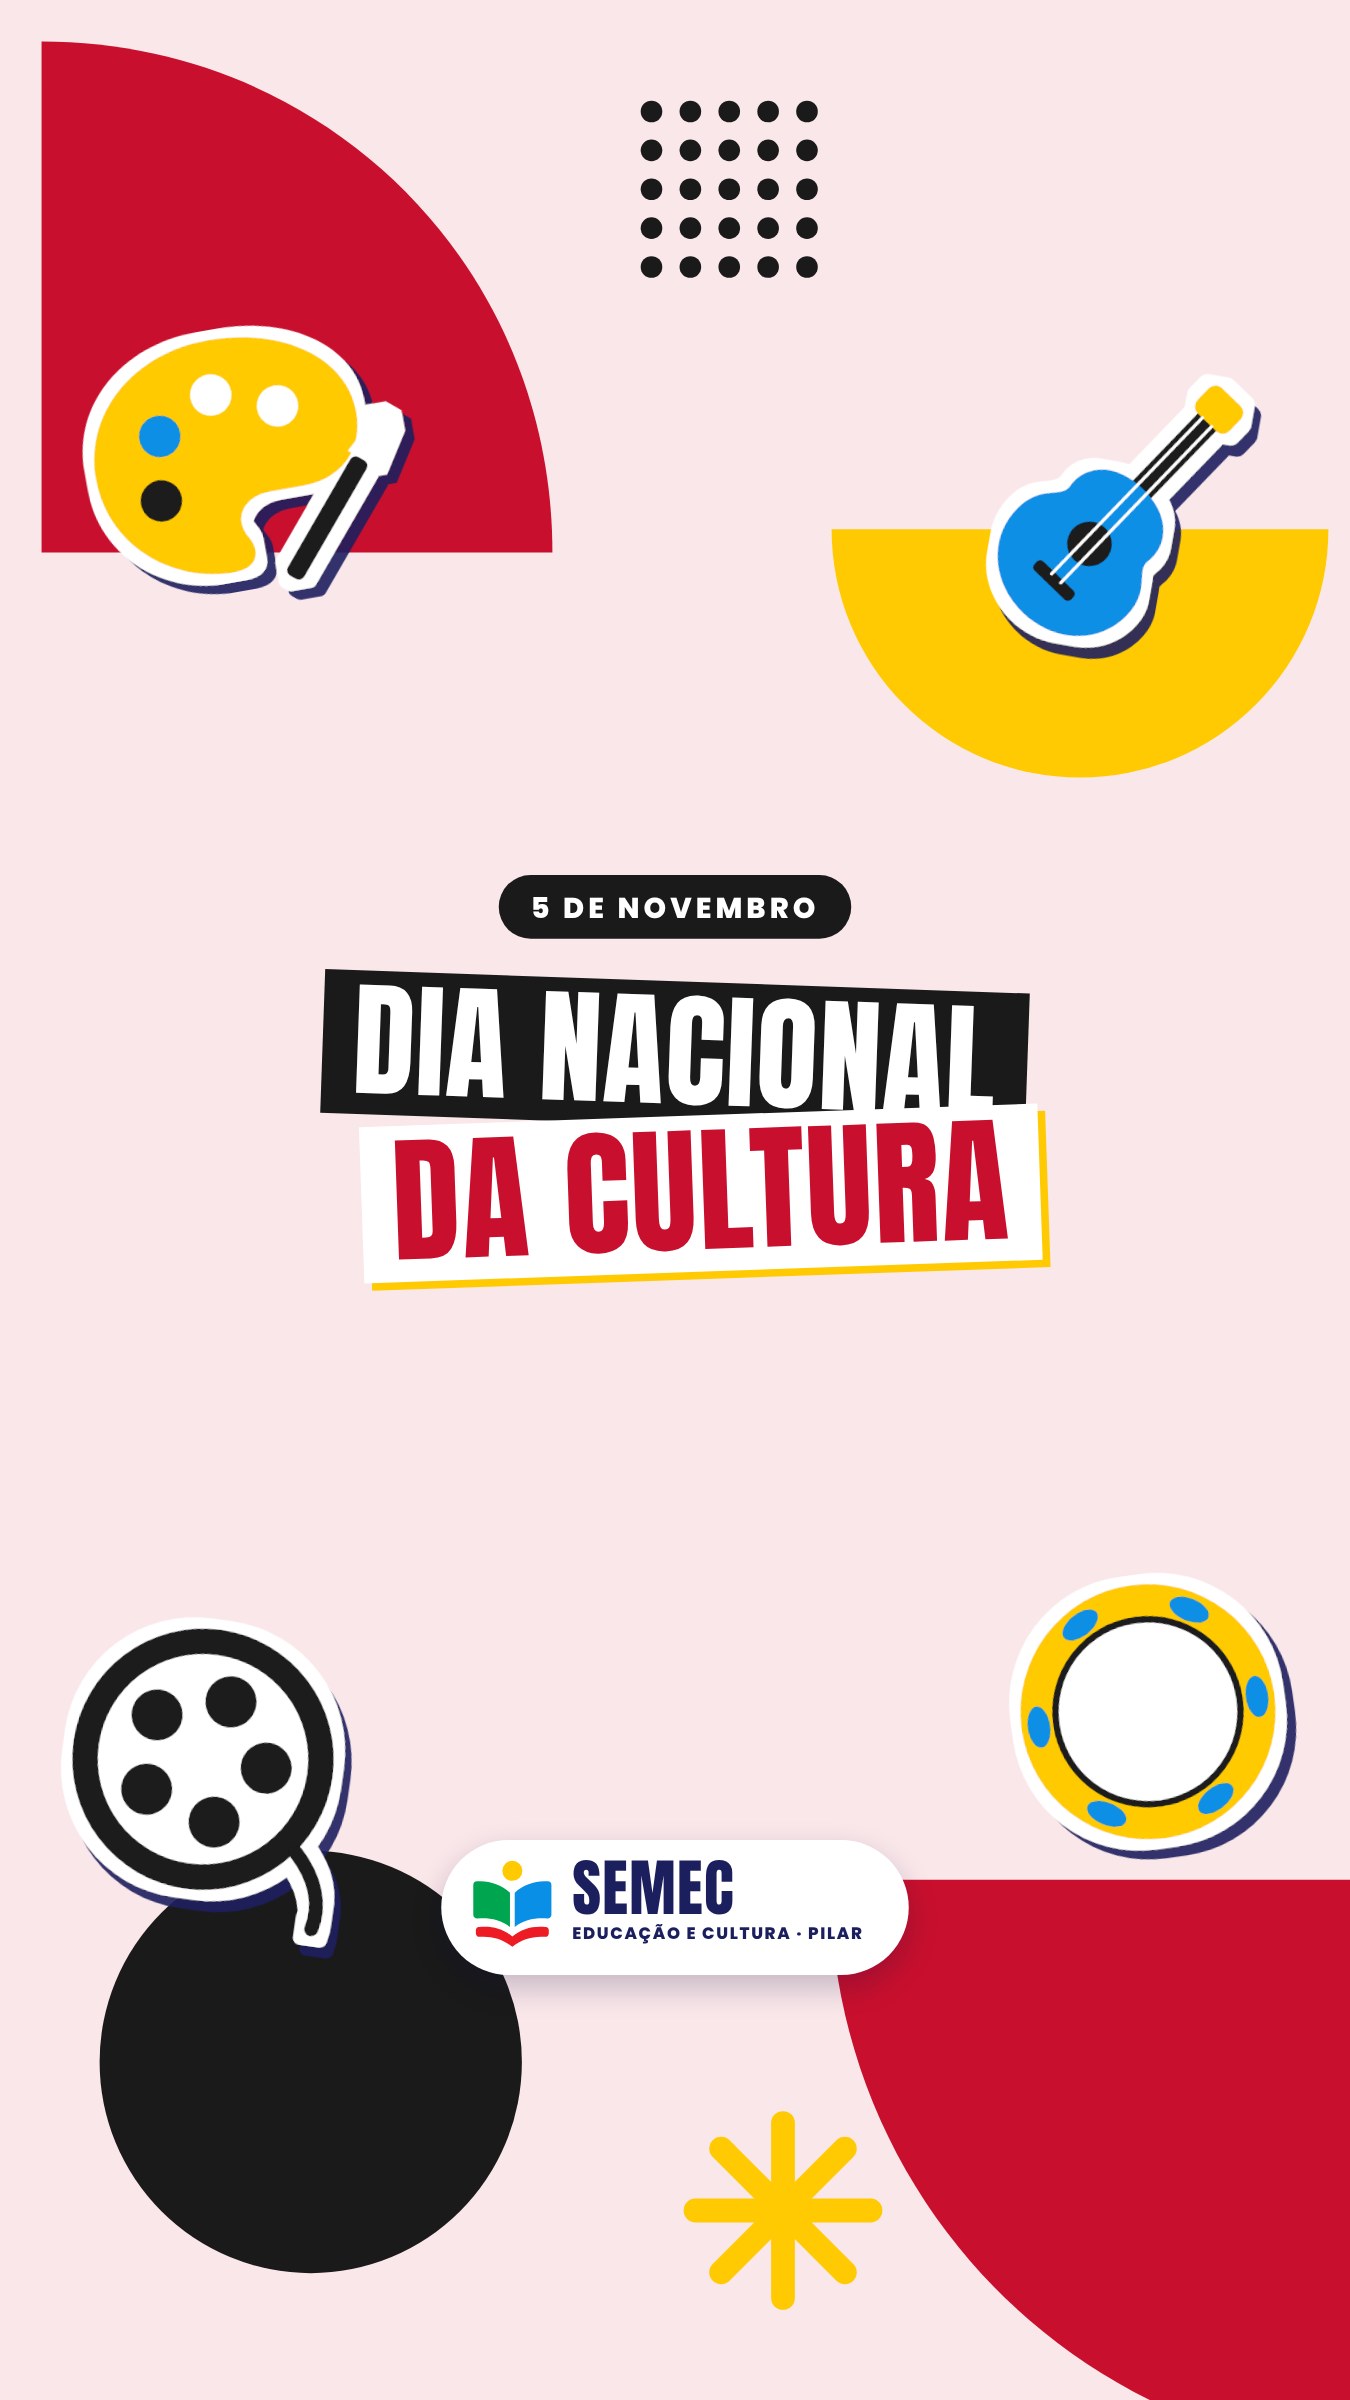 5 DE NOVEMBRO
DIA NACIONAL
DA CULTURA
SEMEC
EDUCAÇÃO E CULTURA · PILAR